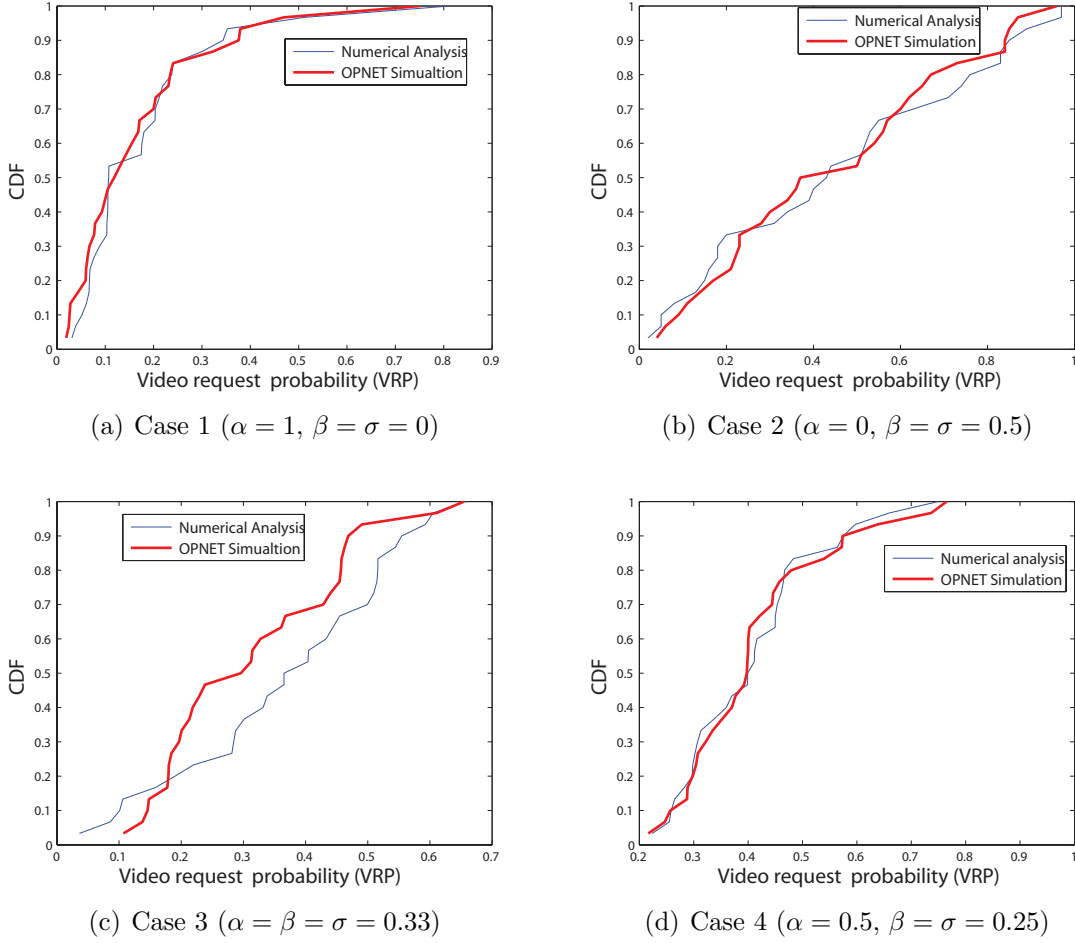 1
0.9
0.8
0.7
0.6
0.5
0.4
0.3
0.2
0.1
0
CDF
Numerical Analysis
OPNET Simualtion
0 0.1 0.2 0.3 0.4 0.5 0.6 0.7 0.8 0.9
Video request probability (VRP)
(a) Case 1 (α = 1, β = σ = 0)
1
0.9
0.8
0.7
0.6
0.5
0.4
0.3
0.2
0.1
0
CDF
Numerical Analysis
OPNET Simulation
0 0.2 0.4 0.6 0.8 1
Video request probability (VRP)
(b) Case 2 (α = 0, β = σ = 0.5)
1
0.9
0.8
0.7
0.6
0.5
0.4
0.3
0.2
0.1
0
CDF
Numerical Analysis
OPNET Simualtion
0 0.1 0.2 0.3 0.4 0.5 0.6 0.7
Video request probability (VRP)
(c) Case 3 (α = β = σ = 0.33)
1
0.9
0.8
0.7
0.6
0.5
0.4
0.3
0.2
0.1
0
CDF
Numerical analysis
OPNET Simulation
0.2 0.3 0.4 0.5 0.6 0.7 0.8 0.9 1
Video request probability (VRP)
(d) Case 4 (α = 0.5, β = σ = 0.25)